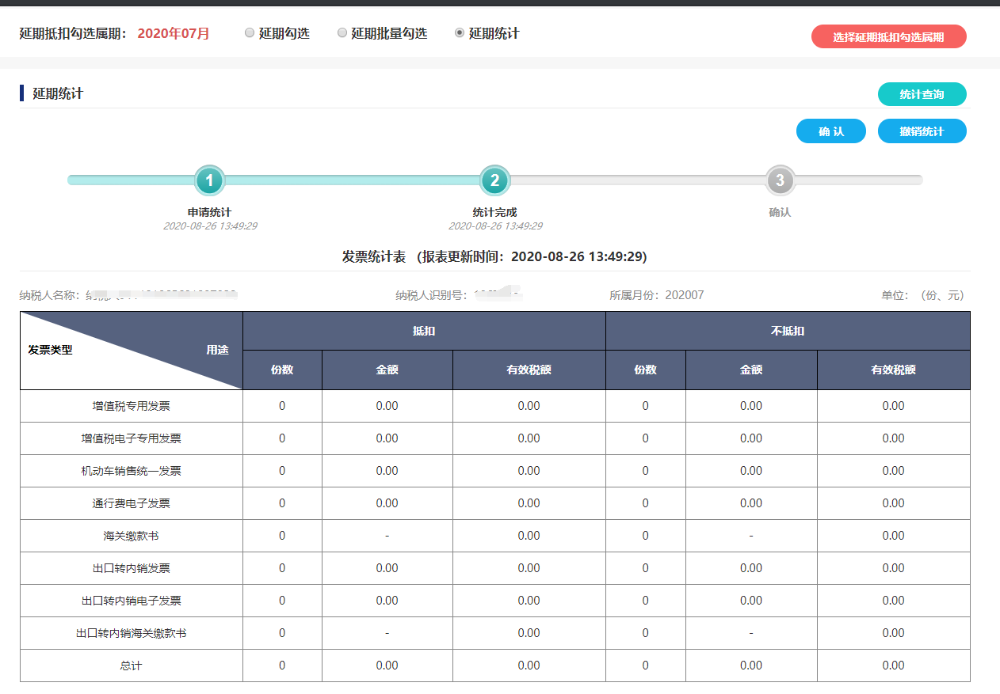 延期抵扣勾选属期： 2020年07月 延期勾选 延期批量勾选 延期统计 选择延期抵扣勾选属期
延期统计 统计查询
确 认 撤销统计
1 2 3
申请统计 统计完成 确认
2020-08-26 13:49:29 2020-08-26 13:49:29
发票统计表 （报表更新时间：2020-08-26 13:49:29)
纳税人名称： 纳税人识别号： 所属月份：202007 单位：（份、元）
发票类型 用途 抵扣 不抵扣
份数 金额 有效税额 份数 金额 有效税额
增值税专用发票 0 0.00 0.00 0 0.00 0.00
增值税电子专用发票 0 0.00 0.00 0 0.00 0.00
机动车销售统一发票 0 0.00 0.00 0 0.00 0.00
通行费电子发票 0 0.00 0.00 0 0.00 0.00
海关缴款书 0 - 0.00 0 - 0.00
出口转内销发票 0 0.00 0.00 0 0.00 0.00
出口转内销电子发票 0 0.00 0.00 0 0.00 0.00
出口转内销海关缴款书 0 - 0.00 0 - 0.00
总计 0 0.00 0.00 0 0.00 0.00